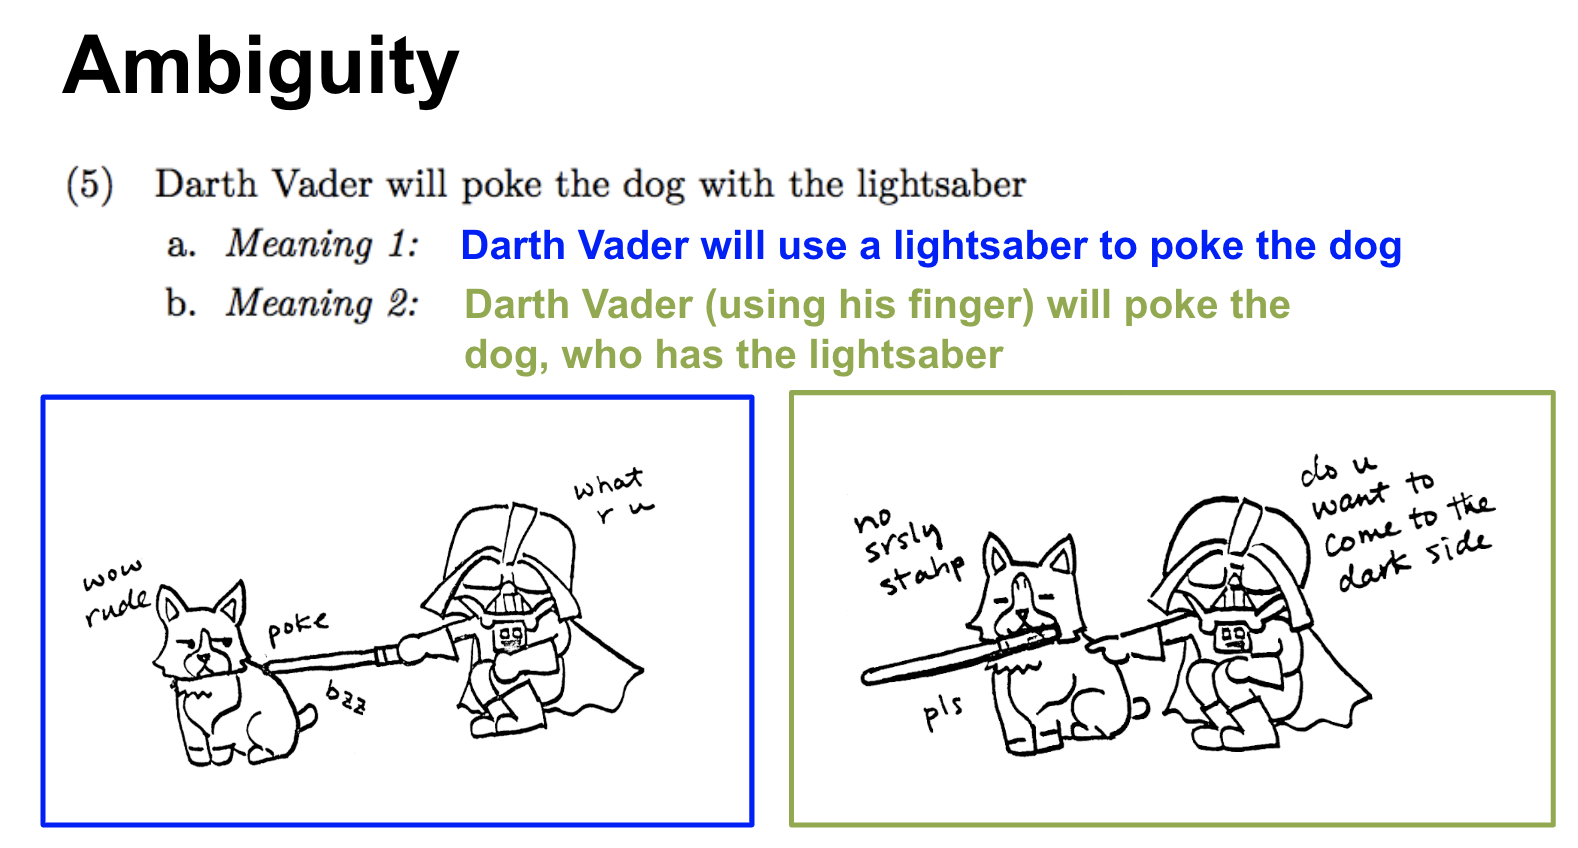 Ambiguity
(5) Darth Vader will poke the dog with the lightsaber
a. Meaning 1: Darth Vader will use a lightsaber to poke the dog
b. Meaning 2: Darth Vader (using his finger) will poke the
dog, who has the lightsaber
what
r u
wow
rude
poke
bzz
do u
want to
come to the
dark side
no
srsly
stahp
pls